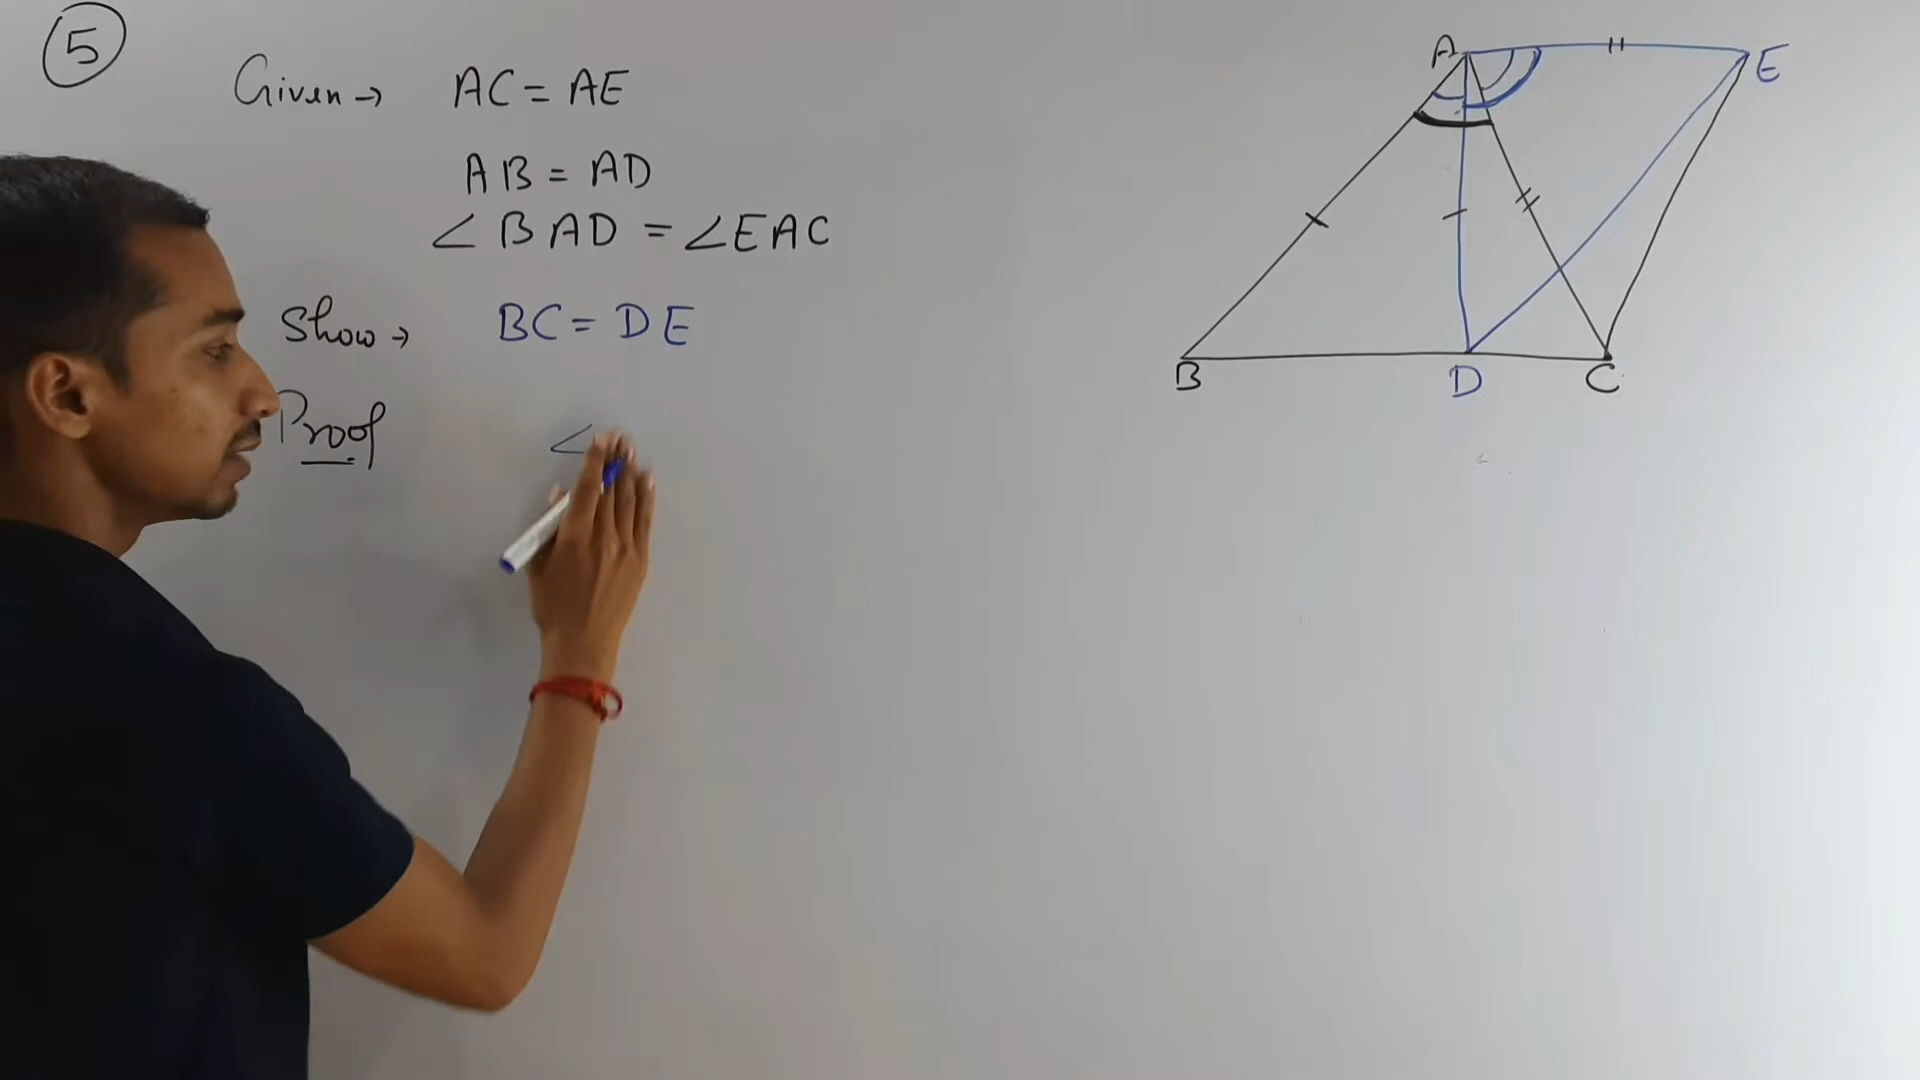 5
Given → AC = AE
AB = AD
∠BAD = ∠EAC
Show → BC = DE
Proof ∠
A
E
B
D
C